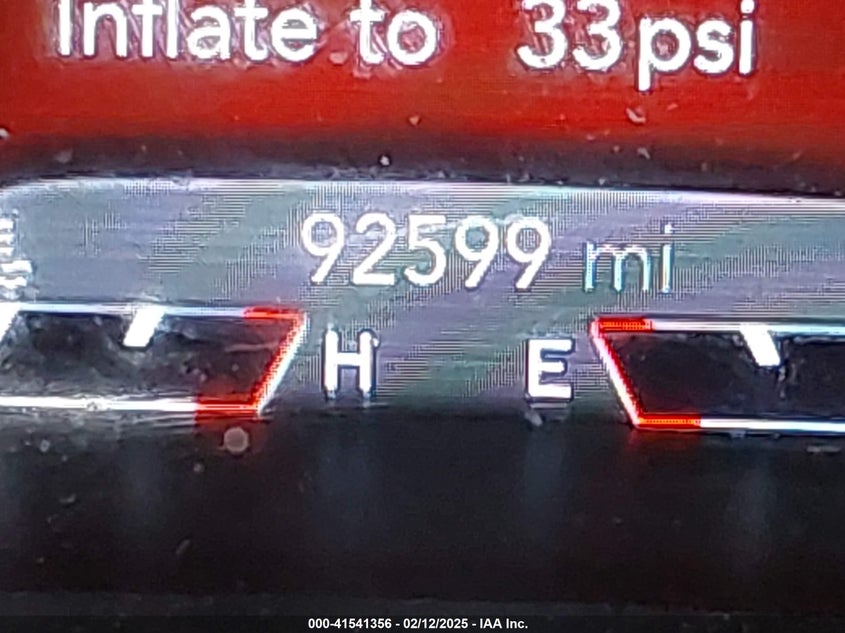 Inflate to 33psi
92599 mi
H E
000-41541356 - 02/12/2025 - IAA Inc.